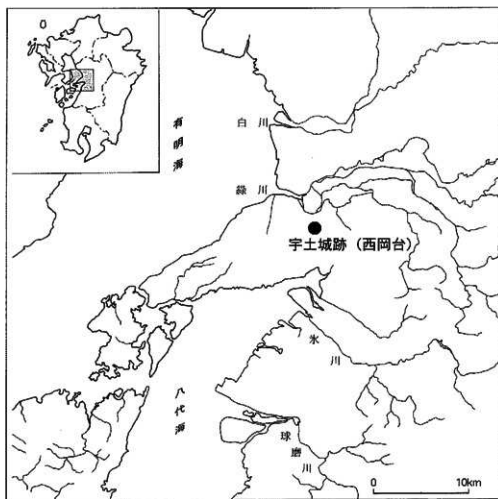 有明海
白川
緑川
宇土城跡（西岡台）
氷川
八代海
球磨川
0 10km